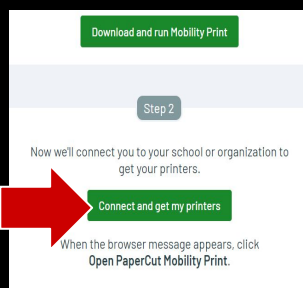 Download and run Mobility Print
Step 2
Now we'll connect you to your school or organization to
get your printers.
Connect and get my printers
When the browser message appears, click
Open PaperCut Mobility Print.